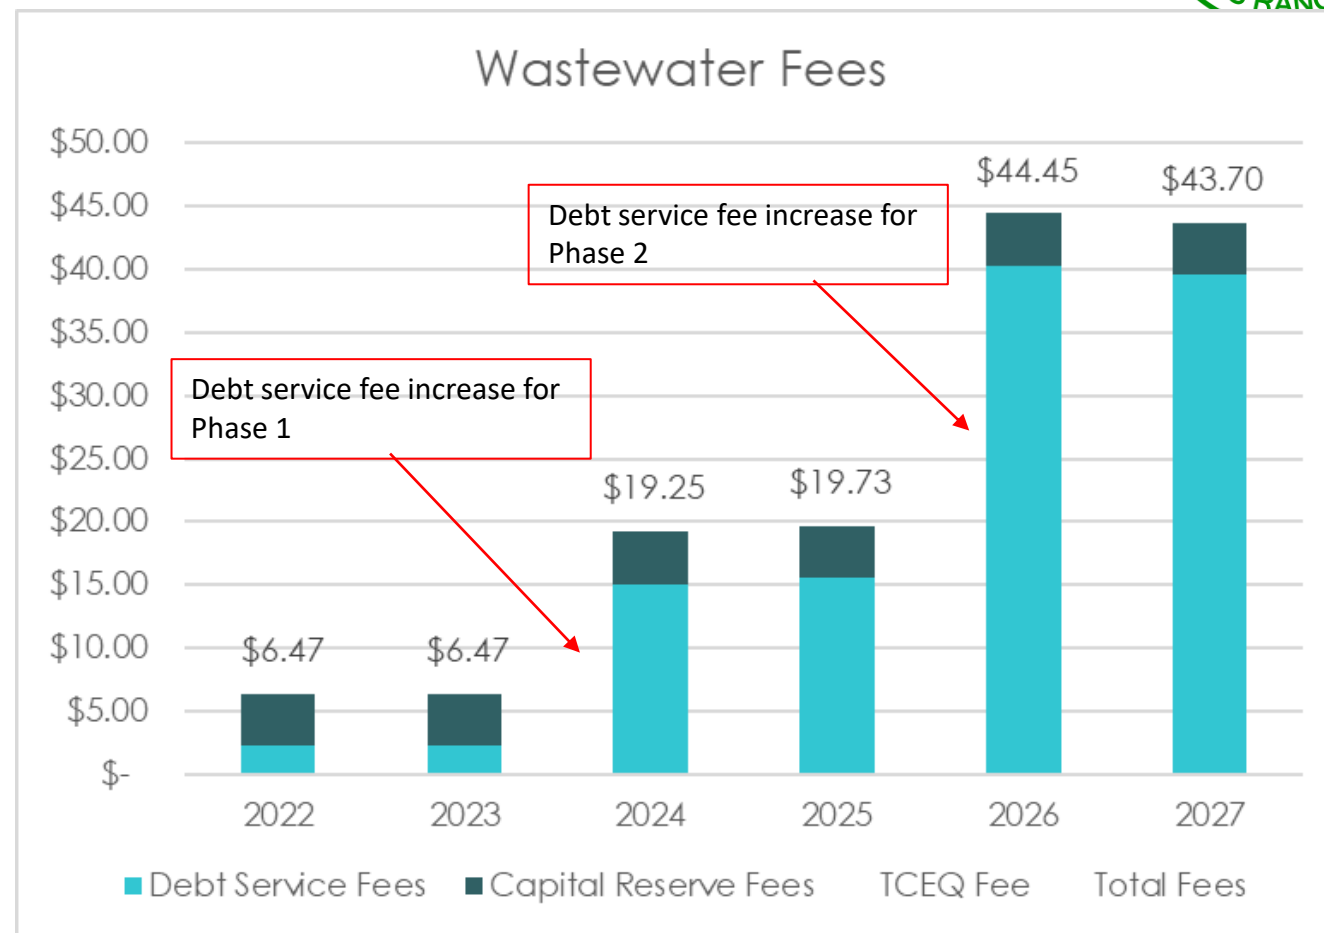 Wastewater Fees
$50.00
$45.00
$40.00
$35.00
$30.00
$25.00
$20.00
$15.00
$10.00
$5.00
$-
$6.47
$6.47
$19.25
$19.73
$44.45
$43.70
Debt service fee increase for
Phase 2
Debt service fee increase for
Phase 1
2022 2023 2024 2025 2026 2027
Debt Service Fees Capital Reserve Fees TCEQ Fee Total Fees